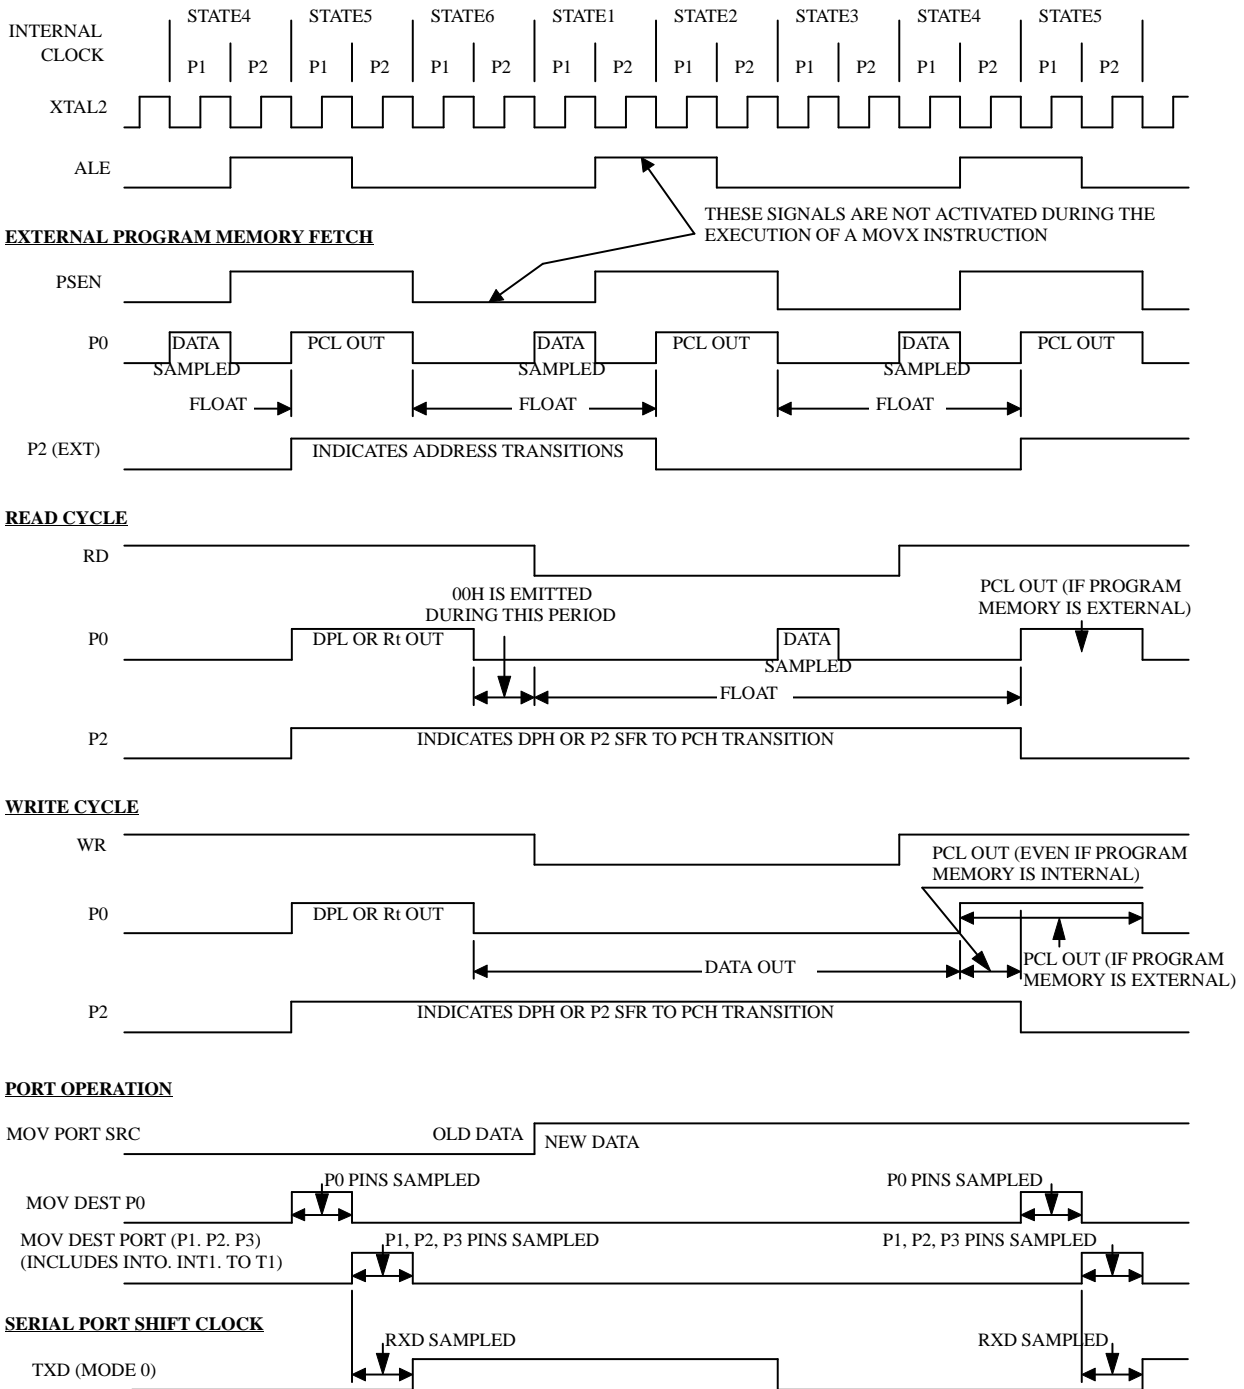 STATE4 STATE5 STATE6 STATE1 STATE2 STATE3 STATE4 STATE5
INTERNAL
CLOCK
P1 P2 P1 P2 P1 P2 P1 P2 P1 P2 P1 P2 P1 P2 P1 P2
XTAL2
ALE
THESE SIGNALS ARE NOT ACTIVATED DURING THE
EXECUTION OF A MOVX INSTRUCTION
EXTERNAL PROGRAM MEMORY FETCH
PSEN
P0 DATA PCL OUT DATA PCL OUT DATA PCL OUT
SAMPLED SAMPLED SAMPLED
FLOAT FLOAT FLOAT
P2 (EXT) INDICATES ADDRESS TRANSITIONS
READ CYCLE
RD
00H IS EMITTED
DURING THIS PERIOD
PCL OUT (IF PROGRAM
MEMORY IS EXTERNAL)
P0 DPL OR Rt OUT DATA
SAMPLED
FLOAT
P2 INDICATES DPH OR P2 SFR TO PCH TRANSITION
WRITE CYCLE
WR
PCL OUT (EVEN IF PROGRAM
MEMORY IS INTERNAL)
P0 DPL OR Rt OUT
DATA OUT
PCL OUT (IF PROGRAM
MEMORY IS EXTERNAL)
P2 INDICATES DPH OR P2 SFR TO PCH TRANSITION
PORT OPERATION
MOV PORT SRC OLD DATA NEW DATA
P0 PINS SAMPLED P0 PINS SAMPLED
MOV DEST P0
MOV DEST PORT (P1. P2. P3) P1, P2, P3 PINS SAMPLED P1, P2, P3 PINS SAMPLED
(INCLUDES INTO. INT1. TO T1)
SERIAL PORT SHIFT CLOCK
RXD SAMPLED RXD SAMPLED
TXD (MODE 0)